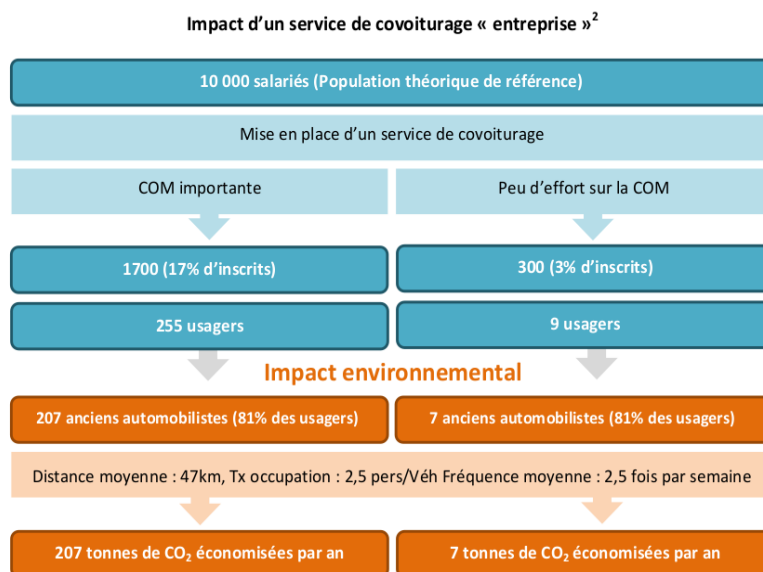 Impact d’un service de covoiturage « entreprise »²
10 000 salariés (Population théorique de référence)
Mise en place d’un service de covoiturage
COM importante
Peu d’effort sur la COM
1700 (17% d’inscrits)
300 (3% d’inscrits)
255 usagers
9 usagers
Impact environnemental
207 anciens automobilistes (81% des usagers)
7 anciens automobilistes (81% des usagers)
Distance moyenne : 47km, Tx occupation : 2,5 pers/Véh Fréquence moyenne : 2,5 fois par semaine
207 tonnes de CO₂ économisées par an
7 tonnes de CO₂ économisées par an